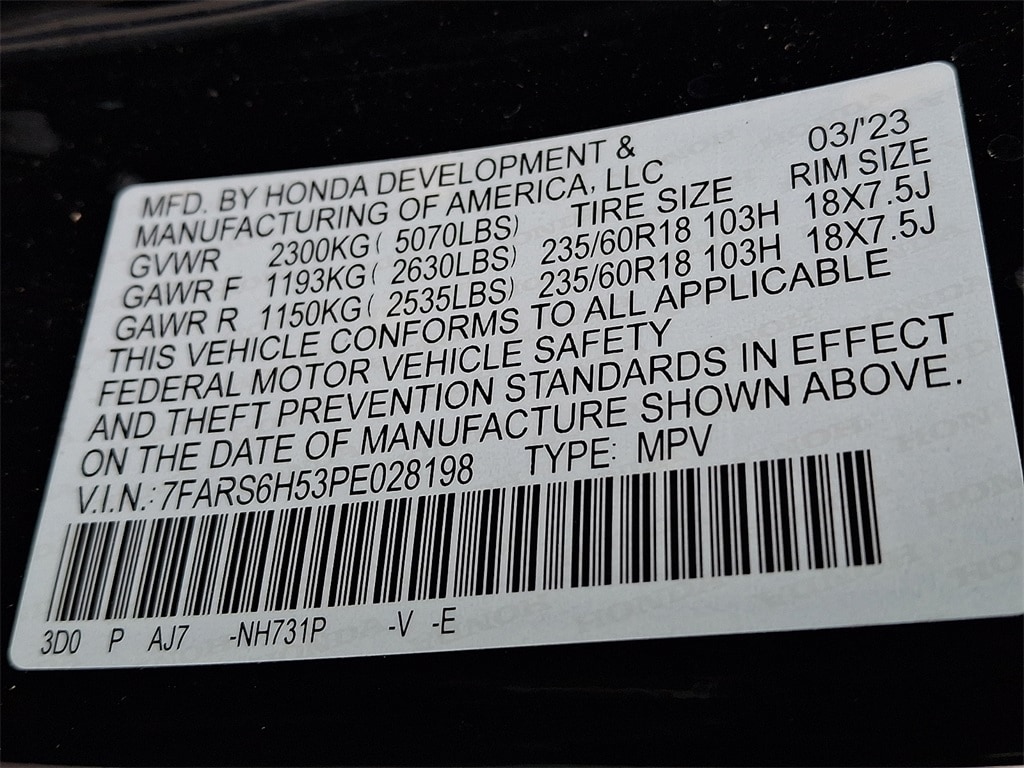 03/'23
MFD. BY HONDA DEVELOPMENT &
MANUFACTURING OF AMERICA, LLC
TIRE SIZE RIM SIZE
GVWR 2300KG ( 5070LBS)
GAWR F 1193KG ( 2630LBS) 235/60R18 103H 18X7.5J
GAWR R 1150KG ( 2535LBS) 235/60R18 103H 18X7.5J
THIS VEHICLE CONFORMS TO ALL APPLICABLE
FEDERAL MOTOR VEHICLE SAFETY
AND THEFT PREVENTION STANDARDS IN EFFECT
ON THE DATE OF MANUFACTURE SHOWN ABOVE.
V.I.N.: 7FARS6H53PE028198 TYPE: MPV
3D0 P AJ7 -NH731P -V -E